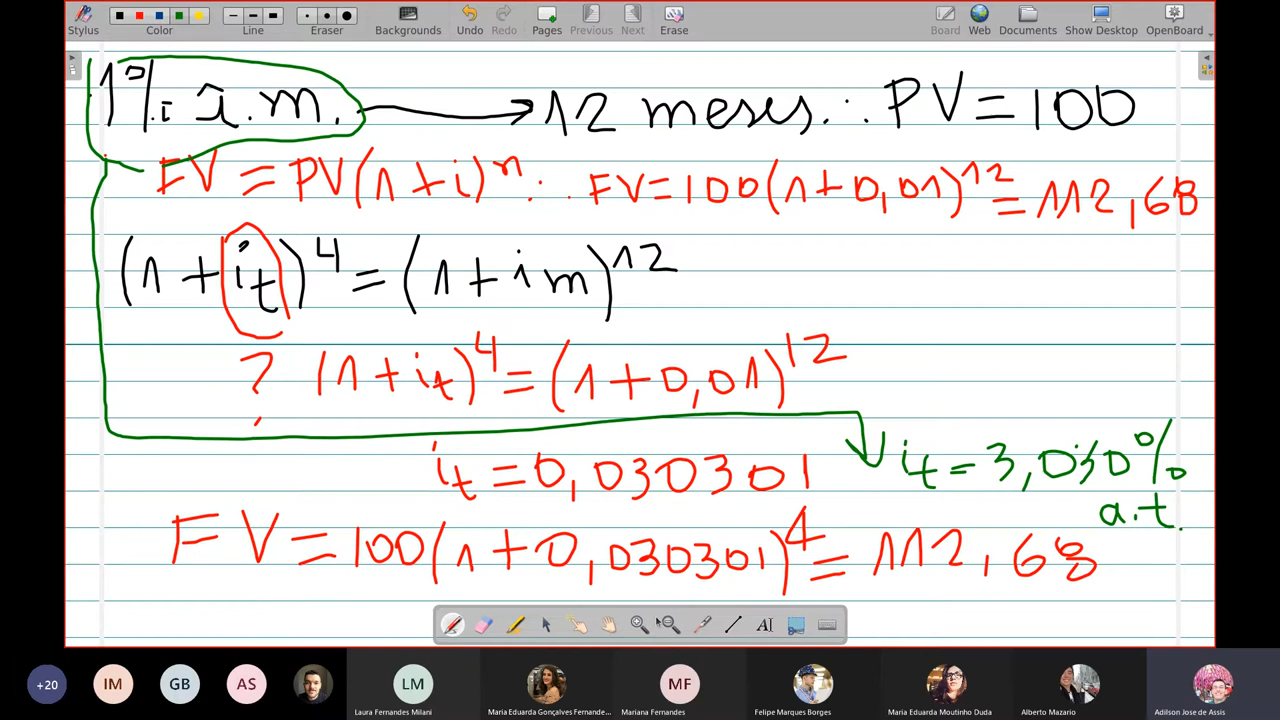 Stylus Color Line Eraser Backgrounds Undo Redo Pages Previous Next Erase Board Web Documents Show Desktop OpenBoard
1% a.m. → 12 meses ∴ PV = 100
FV = PV(1+i)^n ∴ FV = 100(1+0,01)^12 = 112,68
(1+it)^4 = (1+im)^12
? (1+it)^4 = (1+0,01)^12
it = 0,030301 it = 3,030% a.t.
FV = 100(1+0,030301)^4 = 112,68
+20 IM GB AS LM MF
Laura Fernandes Milani Maria Eduarda Gonçalves Fernande... Mariana Fernandes Felipe Marques Borges Maria Eduarda Moutinho Duda Alberto Mazario Adilson Jose de Assis